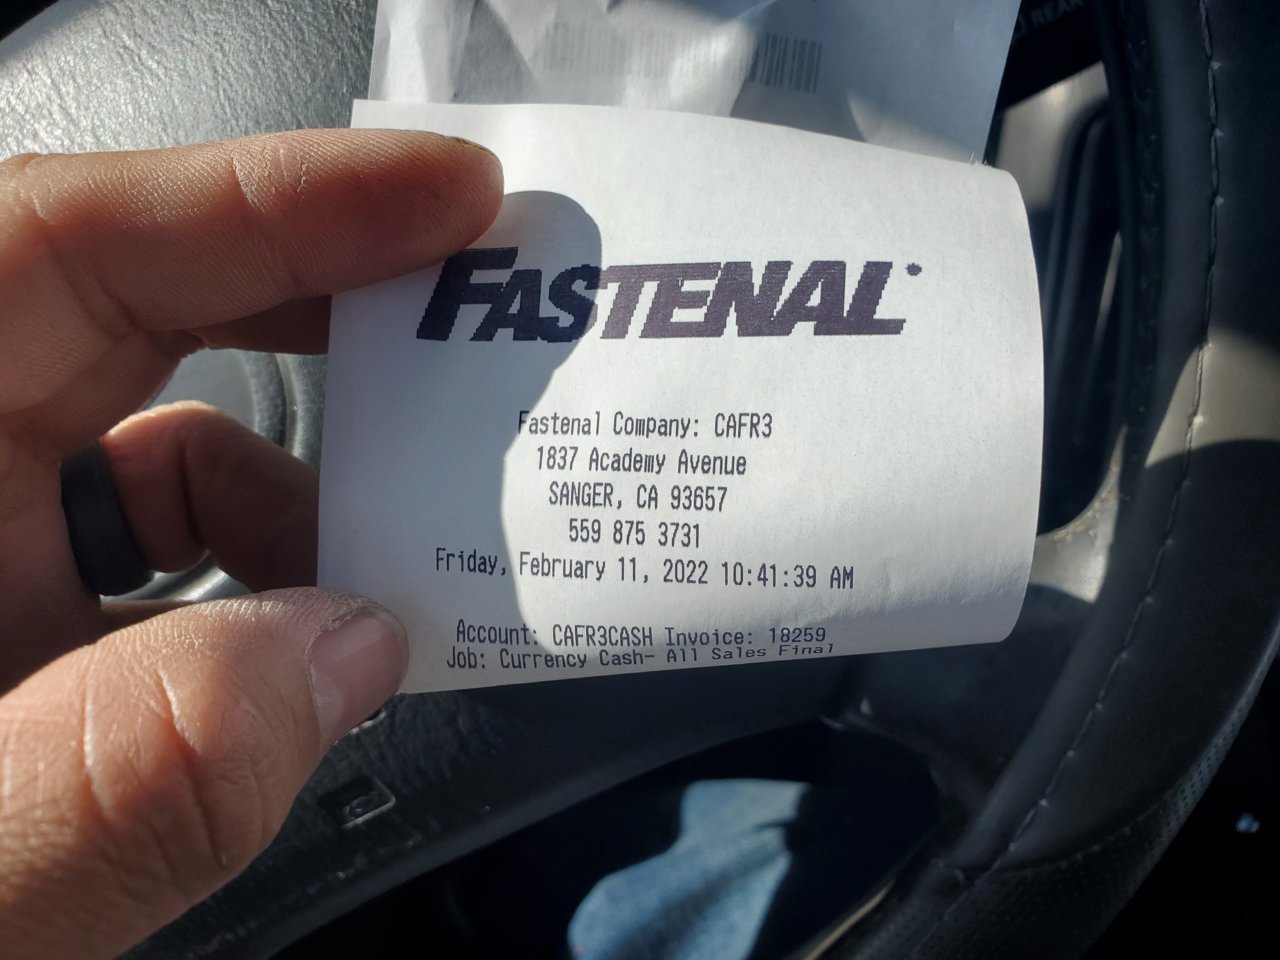 REAR
FASTENAL
Fastenal Company: CAFR3
1837 Academy Avenue
SANGER, CA 93657
559 875 3731
Friday, February 11, 2022 10:41:39 AM
Account: CAFR3CASH Invoice: 18259
Job: Currency Cash- All Sales Final